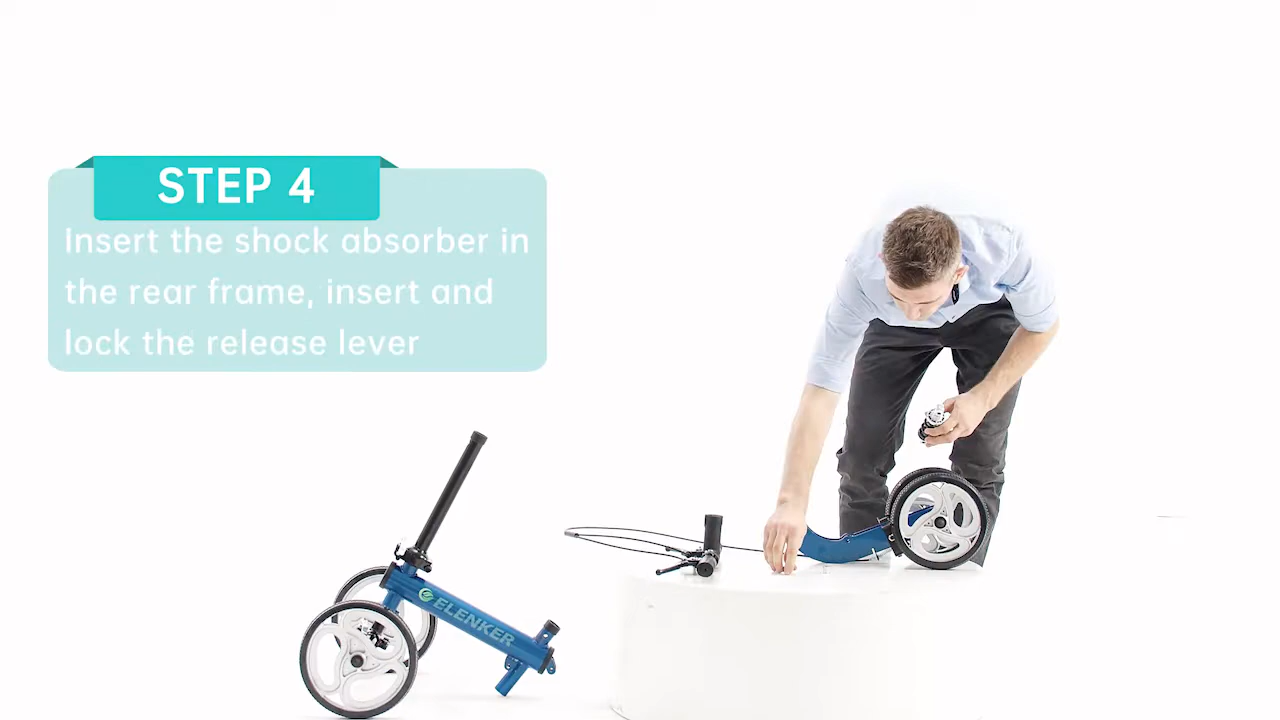 STEP 4
Insert the shock absorber in
the rear frame, insert and
lock the release lever
ELENKER